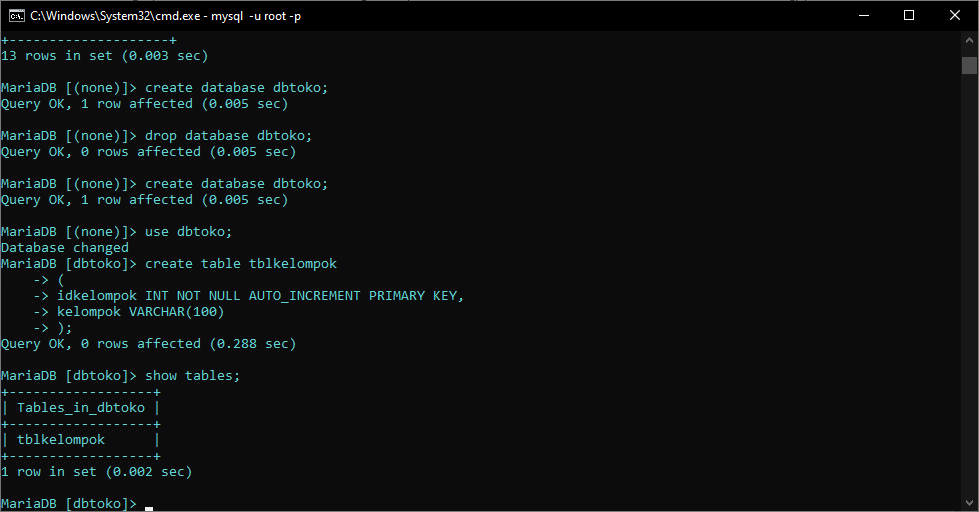 C:\Windows\System32\cmd.exe - mysql  -u root -p
+--------------------+
13 rows in set (0.003 sec)

MariaDB [(none)]> create database dbtoko;
Query OK, 1 row affected (0.005 sec)

MariaDB [(none)]> drop database dbtoko;
Query OK, 0 rows affected (0.005 sec)

MariaDB [(none)]> create database dbtoko;
Query OK, 1 row affected (0.005 sec)

MariaDB [(none)]> use dbtoko;
Database changed
MariaDB [dbtoko]> create table tblkelompok
    -> (
    -> idkelompok INT NOT NULL AUTO_INCREMENT PRIMARY KEY,
    -> kelompok VARCHAR(100)
    -> );
Query OK, 0 rows affected (0.288 sec)

MariaDB [dbtoko]> show tables;
+------------------+
| Tables_in_dbtoko |
+------------------+
| tblkelompok      |
+------------------+
1 row in set (0.002 sec)

MariaDB [dbtoko]> _